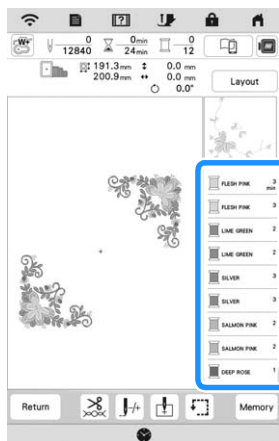 W+
0
12840
0min
24min
0
12
191.3mm
200.9mm
0.0 mm
0.0 mm
0.0°
Layout
FLESH PINK 3 min
FLESH PINK 3
LIME GREEN 2
LIME GREEN 2
SILVER 3
SILVER 3
SALMON PINK 2
SALMON PINK 2
DEEP ROSE 1
Return
-/+
Memory